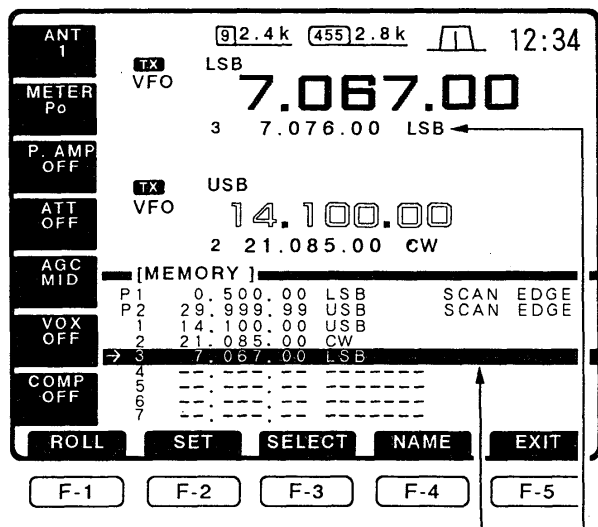 ANT 1
9 2.4k 455 2.8k 12:34
TX LSB
VFO 7.067.00
METER Po
3 7.076.00 LSB
P.AMP OFF
TX USB
VFO 14.100.00
ATT OFF
2 21.085.00 CW
AGC MID
[MEMORY]
P1 0.500.00 LSB SCAN EDGE
P2 29.999.99 USB SCAN EDGE
1 14.100.00 USB
VOX OFF
2 21.085.00 CW
→ 3 7.067.00 LSB
COMP OFF
4 --.---.-- --------
5 --.---.-- --------
6 --.---.-- --------
7 --.---.-- --------
ROLL SET SELECT NAME EXIT
F-1 F-2 F-3 F-4 F-5